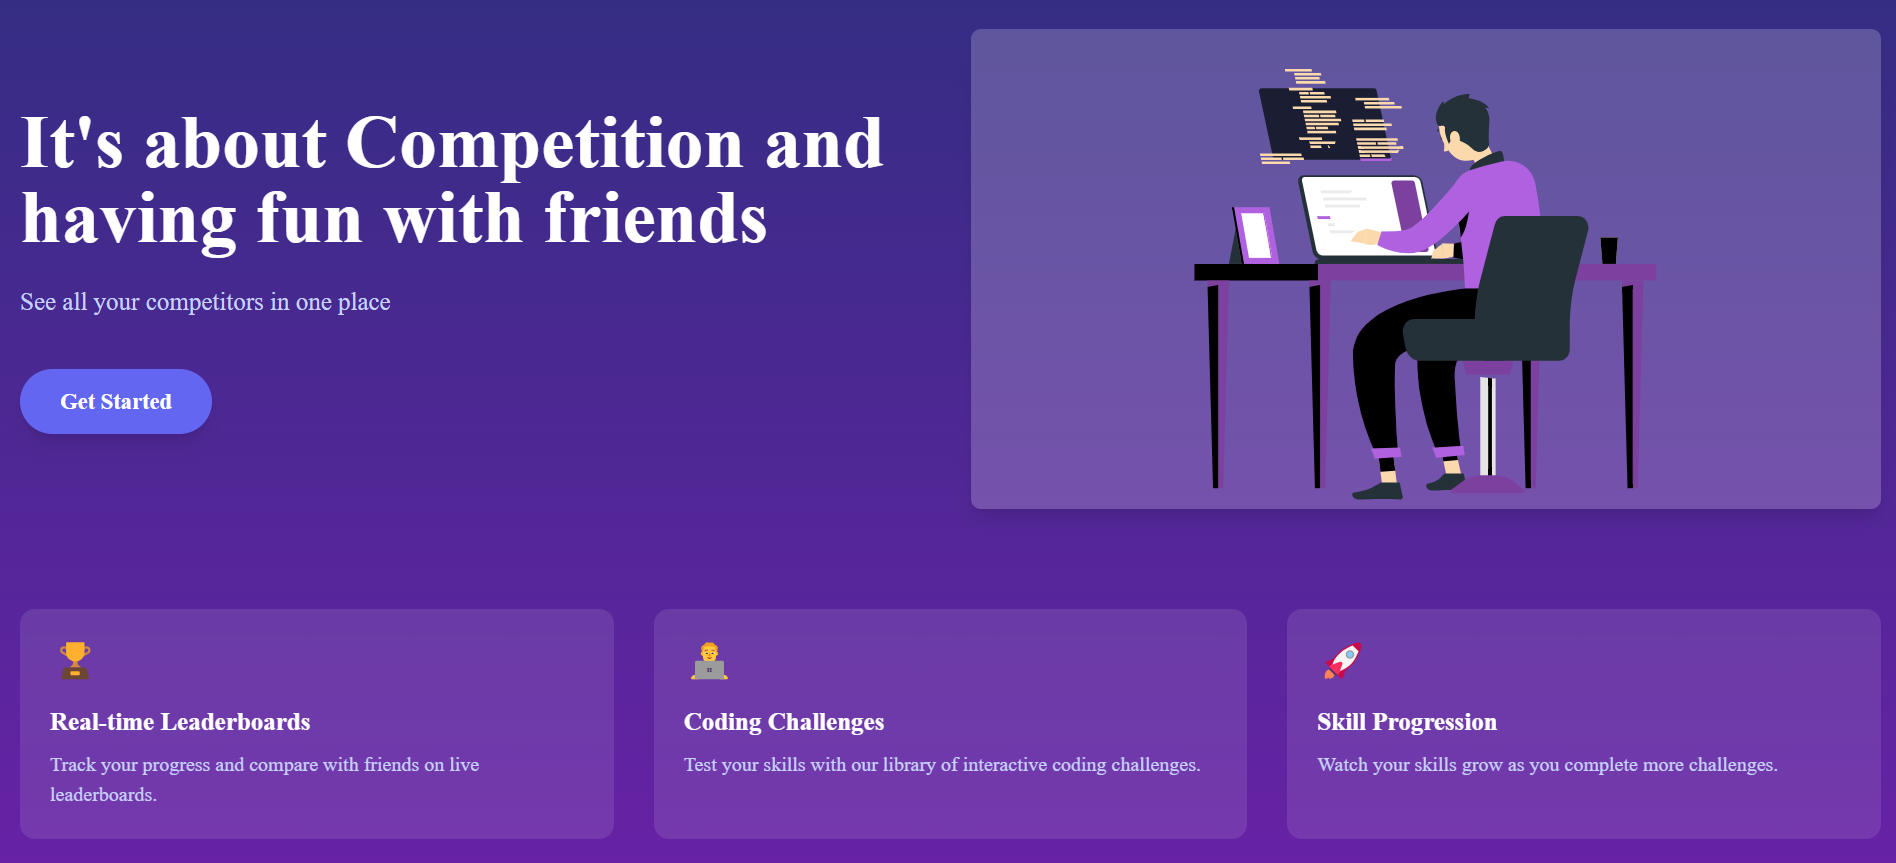 It's about Competition and
having fun with friends
See all your competitors in one place
Get Started
Real-time Leaderboards
Track your progress and compare with friends on live
leaderboards.
Coding Challenges
Test your skills with our library of interactive coding challenges.
Skill Progression
Watch your skills grow as you complete more challenges.